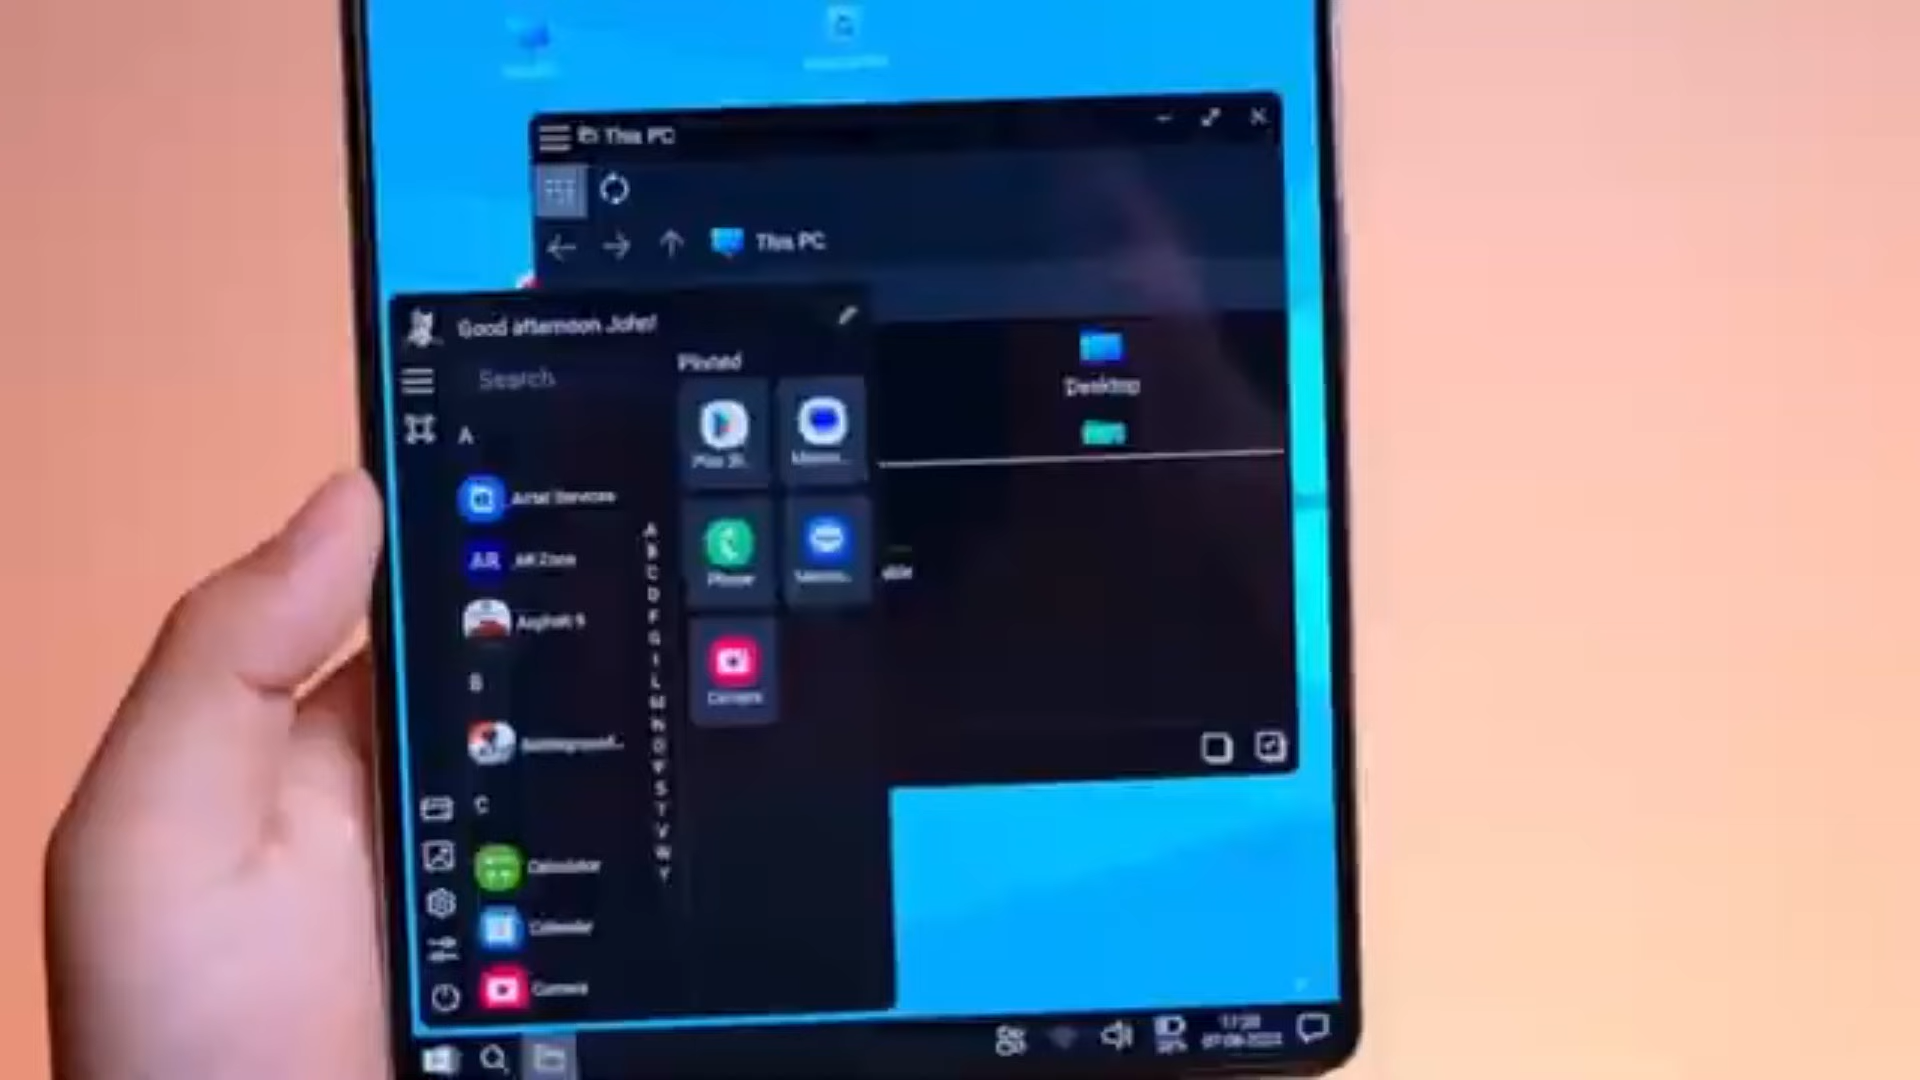 This PC
This PC
Good afternoon John!
Pinned
Search
Desktop
A
Airtel Services
AR
AR Zone
Asphalt 9
Phone
B
C
Calculator
Camera
Calendar
Camera
A
B
C
D
F
G
I
L
M
N
O
P
S
T
V
W
Y